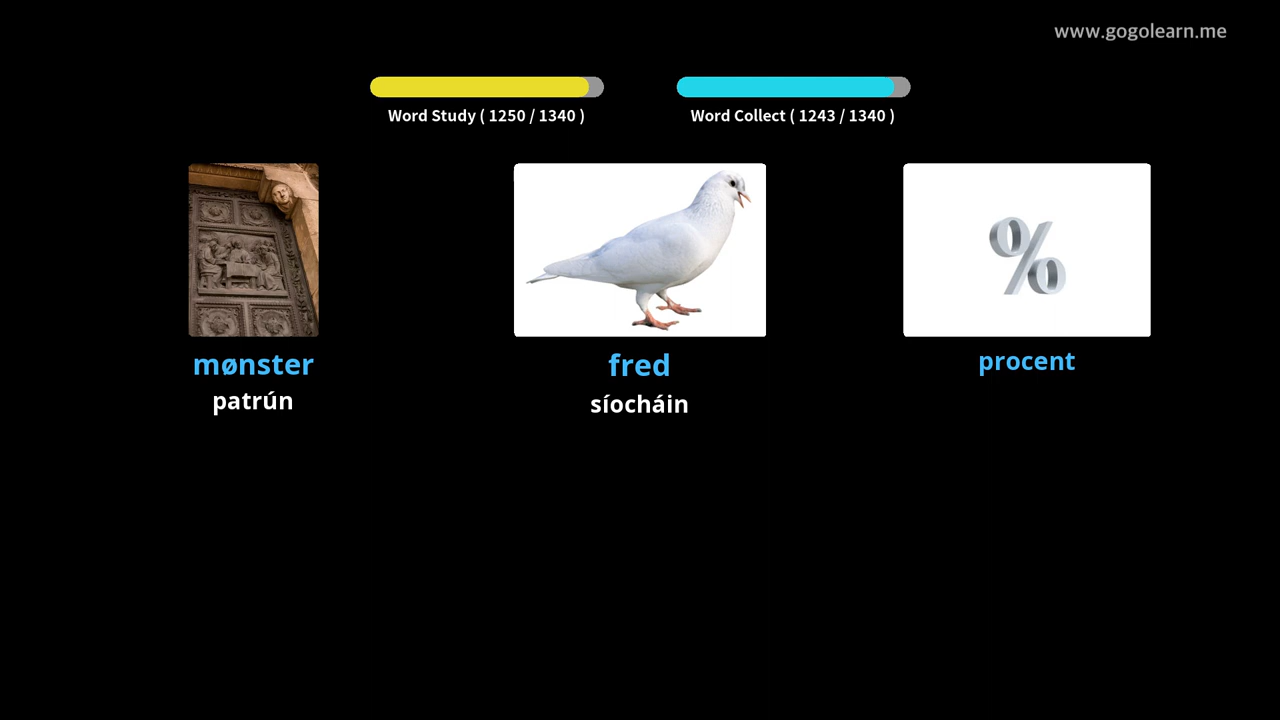 www.gogolearn.me
Word Study ( 1250 / 1340 )
Word Collect ( 1243 / 1340 )
mønster
patrún
fred
síocháin
procent
%